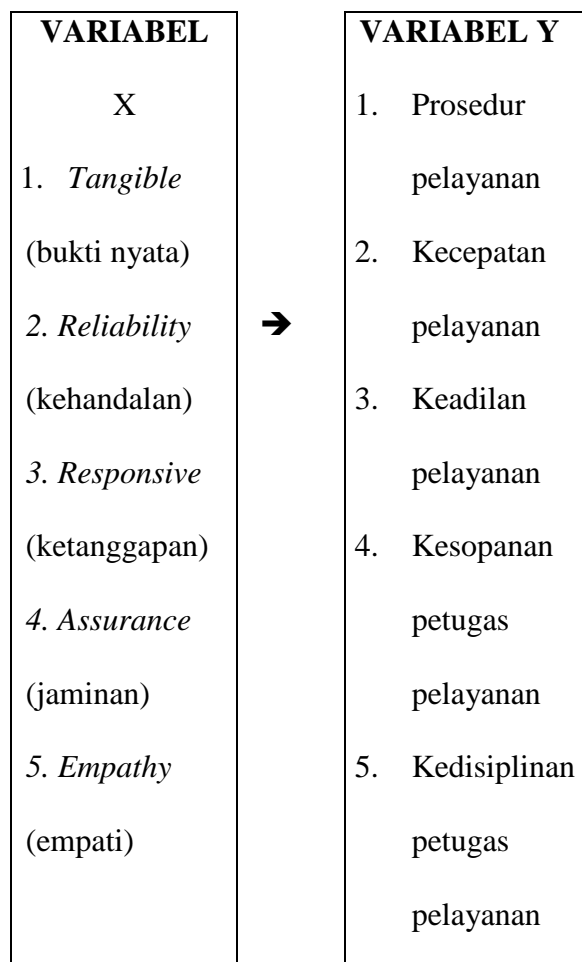 VARIABEL
X
1. Tangible
(bukti nyata)
2. Reliability
(kehandalan)
3. Responsive
(ketanggapan)
4. Assurance
(jaminan)
5. Empathy
(empati)
➔
VARIABEL Y
1. Prosedur
pelayanan
2. Kecepatan
pelayanan
3. Keadilan
pelayanan
4. Kesopanan
petugas
pelayanan
5. Kedisiplinan
petugas
pelayanan